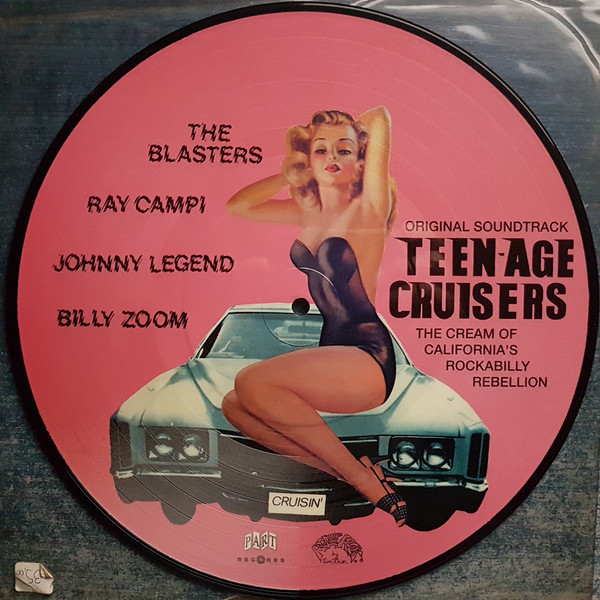 THE
BLASTERS
RAY CAMPI
JOHNNY LEGEND
BILLY ZOOM
ORIGINAL SOUNDTRACK
TEEN-AGE
CRUISERS
THE CREAM OF
CALIFORNIA'S
ROCKABILLY
REBELLION
CRUISIN'
PART
RECORDS